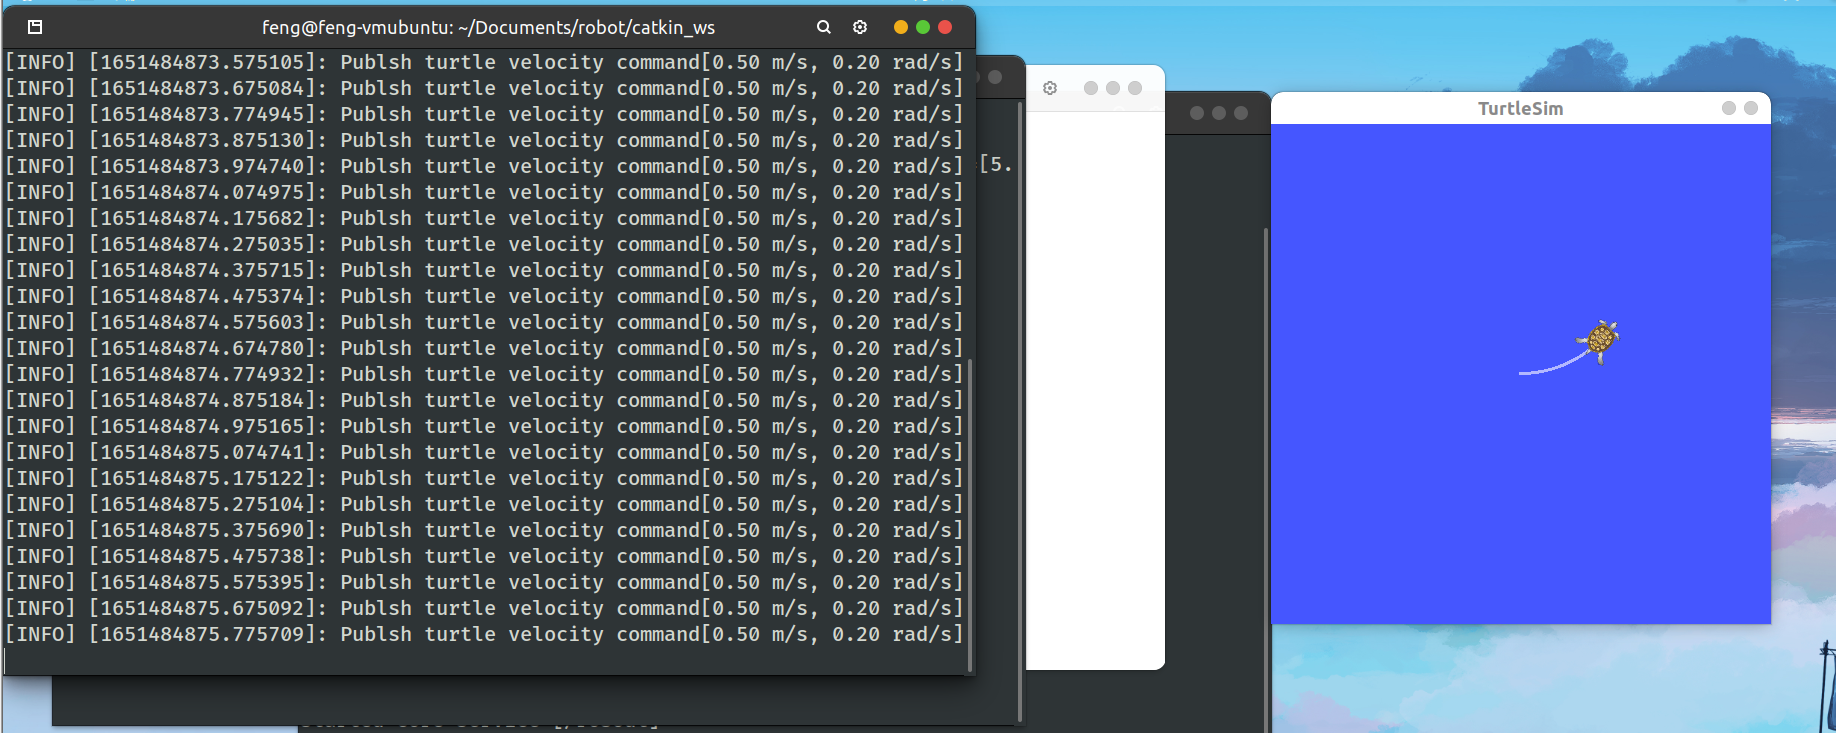 feng@feng-vmubuntu: ~/Documents/robot/catkin_ws
[INFO] [1651484873.575105]: Publsh turtle velocity command[0.50 m/s, 0.20 rad/s]
[INFO] [1651484873.675084]: Publsh turtle velocity command[0.50 m/s, 0.20 rad/s]
[INFO] [1651484873.774945]: Publsh turtle velocity command[0.50 m/s, 0.20 rad/s]
[INFO] [1651484873.875130]: Publsh turtle velocity command[0.50 m/s, 0.20 rad/s]
[INFO] [1651484873.974740]: Publsh turtle velocity command[0.50 m/s, 0.20 rad/s]
[INFO] [1651484874.074975]: Publsh turtle velocity command[0.50 m/s, 0.20 rad/s]
[INFO] [1651484874.175682]: Publsh turtle velocity command[0.50 m/s, 0.20 rad/s]
[INFO] [1651484874.275035]: Publsh turtle velocity command[0.50 m/s, 0.20 rad/s]
[INFO] [1651484874.375715]: Publsh turtle velocity command[0.50 m/s, 0.20 rad/s]
[INFO] [1651484874.475374]: Publsh turtle velocity command[0.50 m/s, 0.20 rad/s]
[INFO] [1651484874.575603]: Publsh turtle velocity command[0.50 m/s, 0.20 rad/s]
[INFO] [1651484874.674780]: Publsh turtle velocity command[0.50 m/s, 0.20 rad/s]
[INFO] [1651484874.774932]: Publsh turtle velocity command[0.50 m/s, 0.20 rad/s]
[INFO] [1651484874.875184]: Publsh turtle velocity command[0.50 m/s, 0.20 rad/s]
[INFO] [1651484874.975165]: Publsh turtle velocity command[0.50 m/s, 0.20 rad/s]
[INFO] [1651484875.074741]: Publsh turtle velocity command[0.50 m/s, 0.20 rad/s]
[INFO] [1651484875.175122]: Publsh turtle velocity command[0.50 m/s, 0.20 rad/s]
[INFO] [1651484875.275104]: Publsh turtle velocity command[0.50 m/s, 0.20 rad/s]
[INFO] [1651484875.375690]: Publsh turtle velocity command[0.50 m/s, 0.20 rad/s]
[INFO] [1651484875.475738]: Publsh turtle velocity command[0.50 m/s, 0.20 rad/s]
[INFO] [1651484875.575395]: Publsh turtle velocity command[0.50 m/s, 0.20 rad/s]
[INFO] [1651484875.675092]: Publsh turtle velocity command[0.50 m/s, 0.20 rad/s]
[INFO] [1651484875.775709]: Publsh turtle velocity command[0.50 m/s, 0.20 rad/s]
[5.
TurtleSim